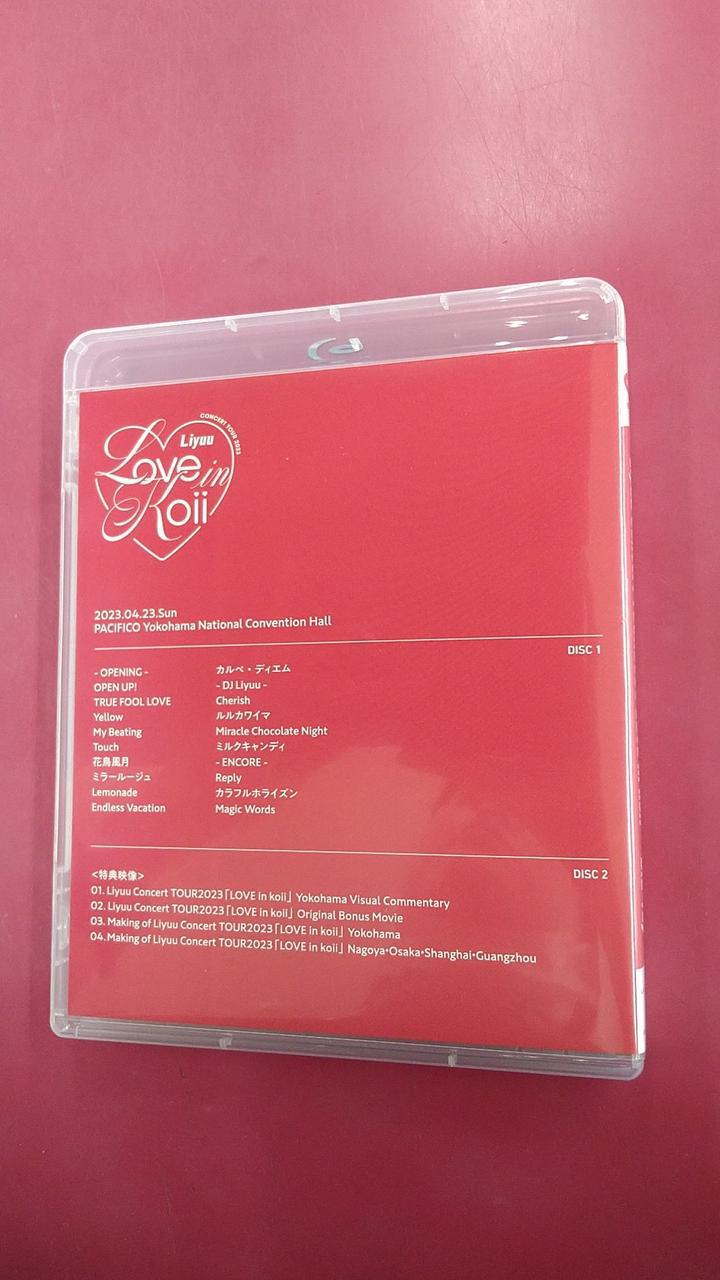 CONCERT TOUR 2023
Liyuu
Love in
Koii
2023.04.23.Sun
PACIFICO Yokohama National Convention Hall
DISC 1
- OPENING -
OPEN UP!
TRUE FOOL LOVE
Yellow
My Beating
Touch
花鳥風月
ミラールージュ
Lemonade
Endless Vacation
カルペ・ディエム
- DJ Liyuu -
Cherish
ルルカワイマ
Miracle Chocolate Night
ミルクキャンディ
- ENCORE -
Reply
カラフルホライズン
Magic Words
DISC 2
<特典映像>
01. Liyuu Concert TOUR2023「LOVE in koii」 Yokohama Visual Commentary
02. Liyuu Concert TOUR2023「LOVE in koii」 Original Bonus Movie
03. Making of Liyuu Concert TOUR2023「LOVE in koii」 Yokohama
04. Making of Liyuu Concert TOUR2023「LOVE in koii」 Nagoya・Osaka・Shanghai・Guangzhou